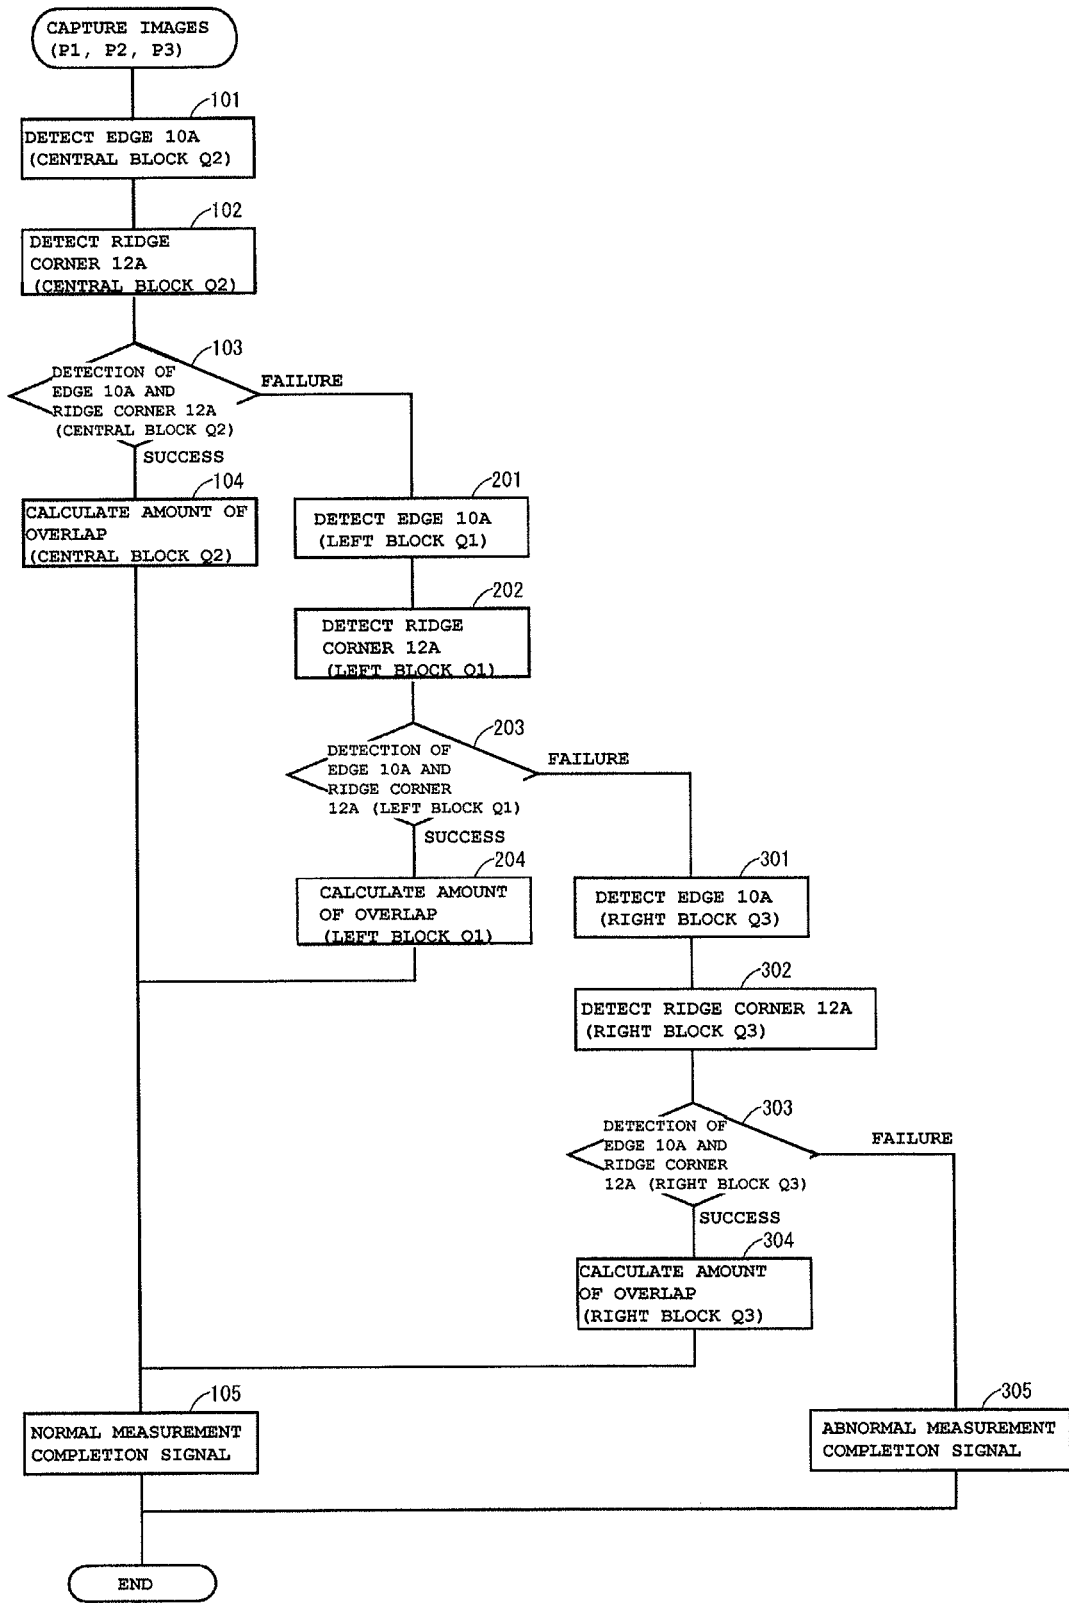 CAPTURE IMAGES
(P1, P2, P3)
101
DETECT EDGE 10A
(CENTRAL BLOCK Q2)
102
DETECT RIDGE
CORNER 12A
(CENTRAL BLOCK Q2)
103
DETECTION OF
EDGE 10A AND
RIDGE CORNER 12A
(CENTRAL BLOCK Q2)
FAILURE
SUCCESS
104
CALCULATE AMOUNT OF
OVERLAP
(CENTRAL BLOCK Q2)
201
DETECT EDGE 10A
(LEFT BLOCK Q1)
202
DETECT RIDGE
CORNER 12A
(LEFT BLOCK Q1)
203
DETECTION OF
EDGE 10A AND
RIDGE CORNER
12A (LEFT BLOCK Q1)
FAILURE
SUCCESS
204
CALCULATE AMOUNT
OF OVERLAP
(LEFT BLOCK Q1)
301
DETECT EDGE 10A
(RIGHT BLOCK Q3)
302
DETECT RIDGE CORNER 12A
(RIGHT BLOCK Q3)
303
DETECTION OF
EDGE 10A AND
RIDGE CORNER
12A (RIGHT BLOCK Q3)
FAILURE
SUCCESS
304
CALCULATE AMOUNT
OF OVERLAP
(RIGHT BLOCK Q3)
105
NORMAL MEASUREMENT
COMPLETION SIGNAL
305
ABNORMAL MEASUREMENT
COMPLETION SIGNAL
END